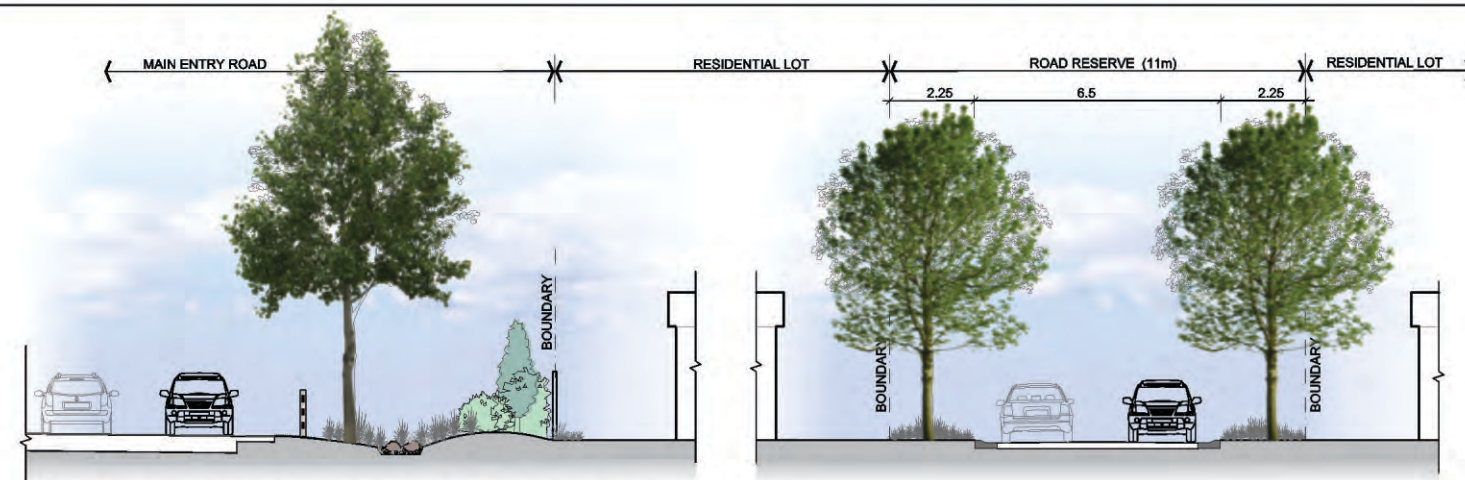 MAIN ENTRY ROAD
RESIDENTIAL LOT
ROAD RESERVE (11m)
RESIDENTIAL LOT
2.25
6.5
2.25
BOUNDARY
BOUNDARY
BOUNDARY